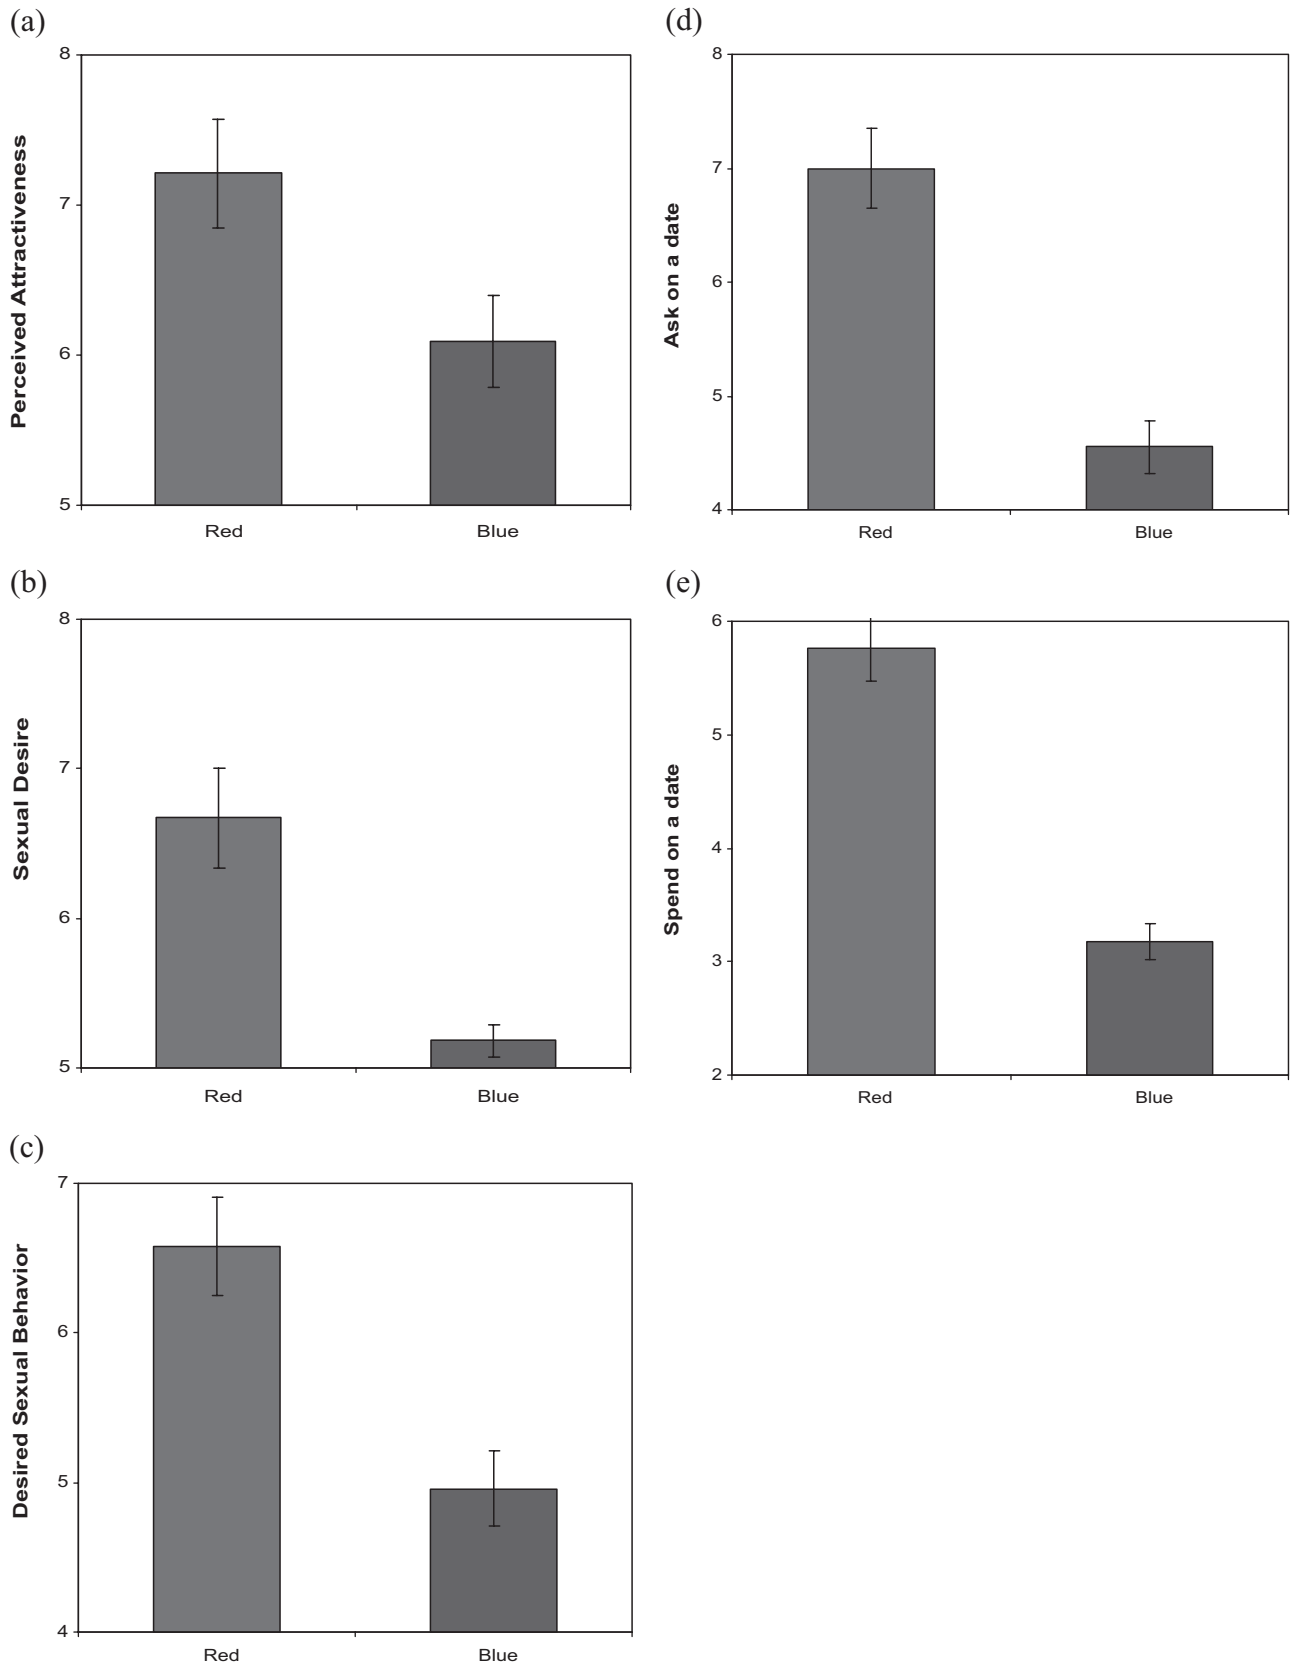 (a)
8
7
6
5
Perceived Attractiveness
Red Blue
(b)
8
7
6
5
Sexual Desire
Red Blue
(c)
7
6
5
4
Desired Sexual Behavior
Red Blue
(d)
8
7
6
5
4
Ask on a date
Red Blue
(e)
6
5
4
3
2
Spend on a date
Red Blue